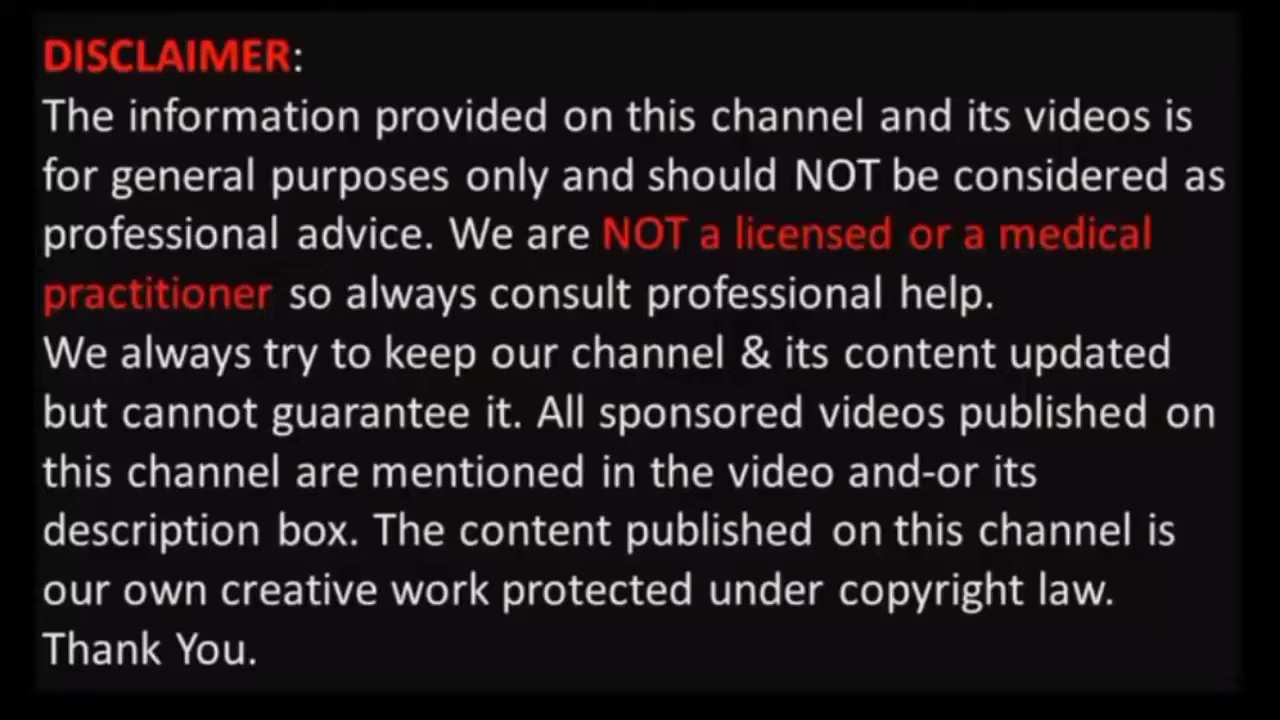 DISCLAIMER:
The information provided on this channel and its videos is
for general purposes only and should NOT be considered as
professional advice. We are NOT a licensed or a medical
practitioner so always consult professional help.
We always try to keep our channel & its content updated
but cannot guarantee it. All sponsored videos published on
this channel are mentioned in the video and-or its
description box. The content published on this channel is
our own creative work protected under copyright law.
Thank You.